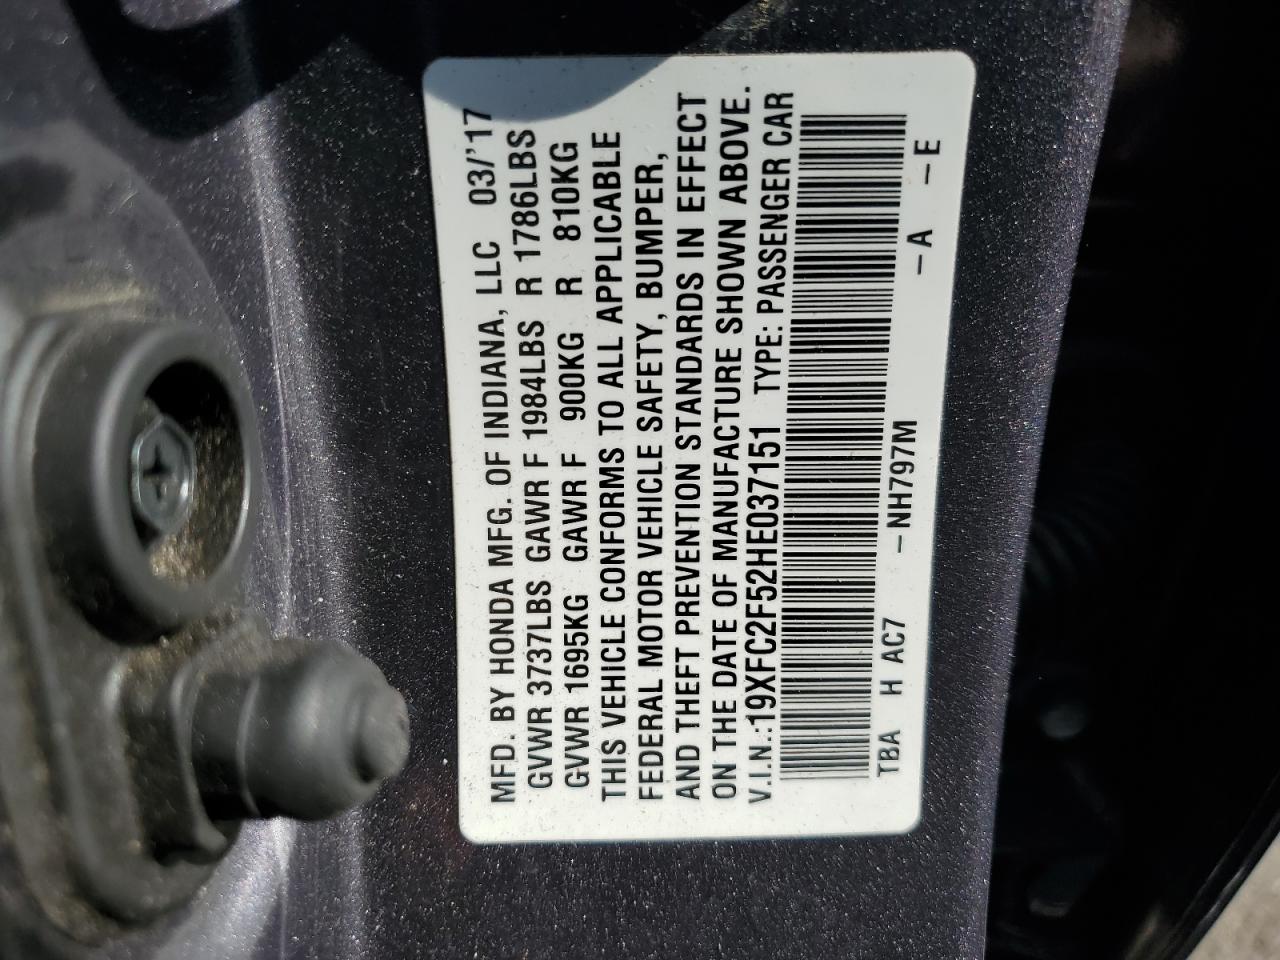 MFD. BY HONDA MFG. OF INDIANA, LLC 03/'17
GVWR 3737LBS GAWR F 1984LBS R 1786LBS
GVWR 1695KG GAWR F 900KG R 810KG
THIS VEHICLE CONFORMS TO ALL APPLICABLE
FEDERAL MOTOR VEHICLE SAFETY, BUMPER,
AND THEFT PREVENTION STANDARDS IN EFFECT
ON THE DATE OF MANUFACTURE SHOWN ABOVE.
V.I.N.:19XFC2F52HE037151 TYPE: PASSENGER CAR
TBA H AC7 -NH797M -A -E